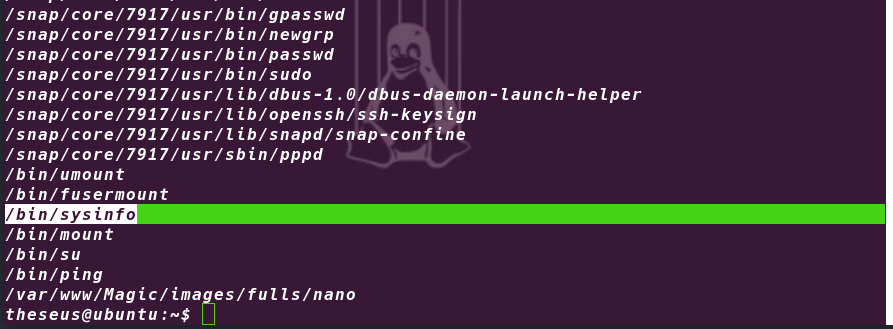 /snap/core/7917/usr/bin/gpasswd
/snap/core/7917/usr/bin/newgrp
/snap/core/7917/usr/bin/passwd
/snap/core/7917/usr/bin/sudo
/snap/core/7917/usr/lib/dbus-1.0/dbus-daemon-launch-helper
/snap/core/7917/usr/lib/openssh/ssh-keysign
/snap/core/7917/usr/lib/snapd/snap-confine
/snap/core/7917/usr/sbin/pppd
/bin/umount
/bin/fusermount
/bin/sysinfo
/bin/mount
/bin/su
/bin/ping
/var/www/Magic/images/fulls/nano
theseus@ubuntu:~$